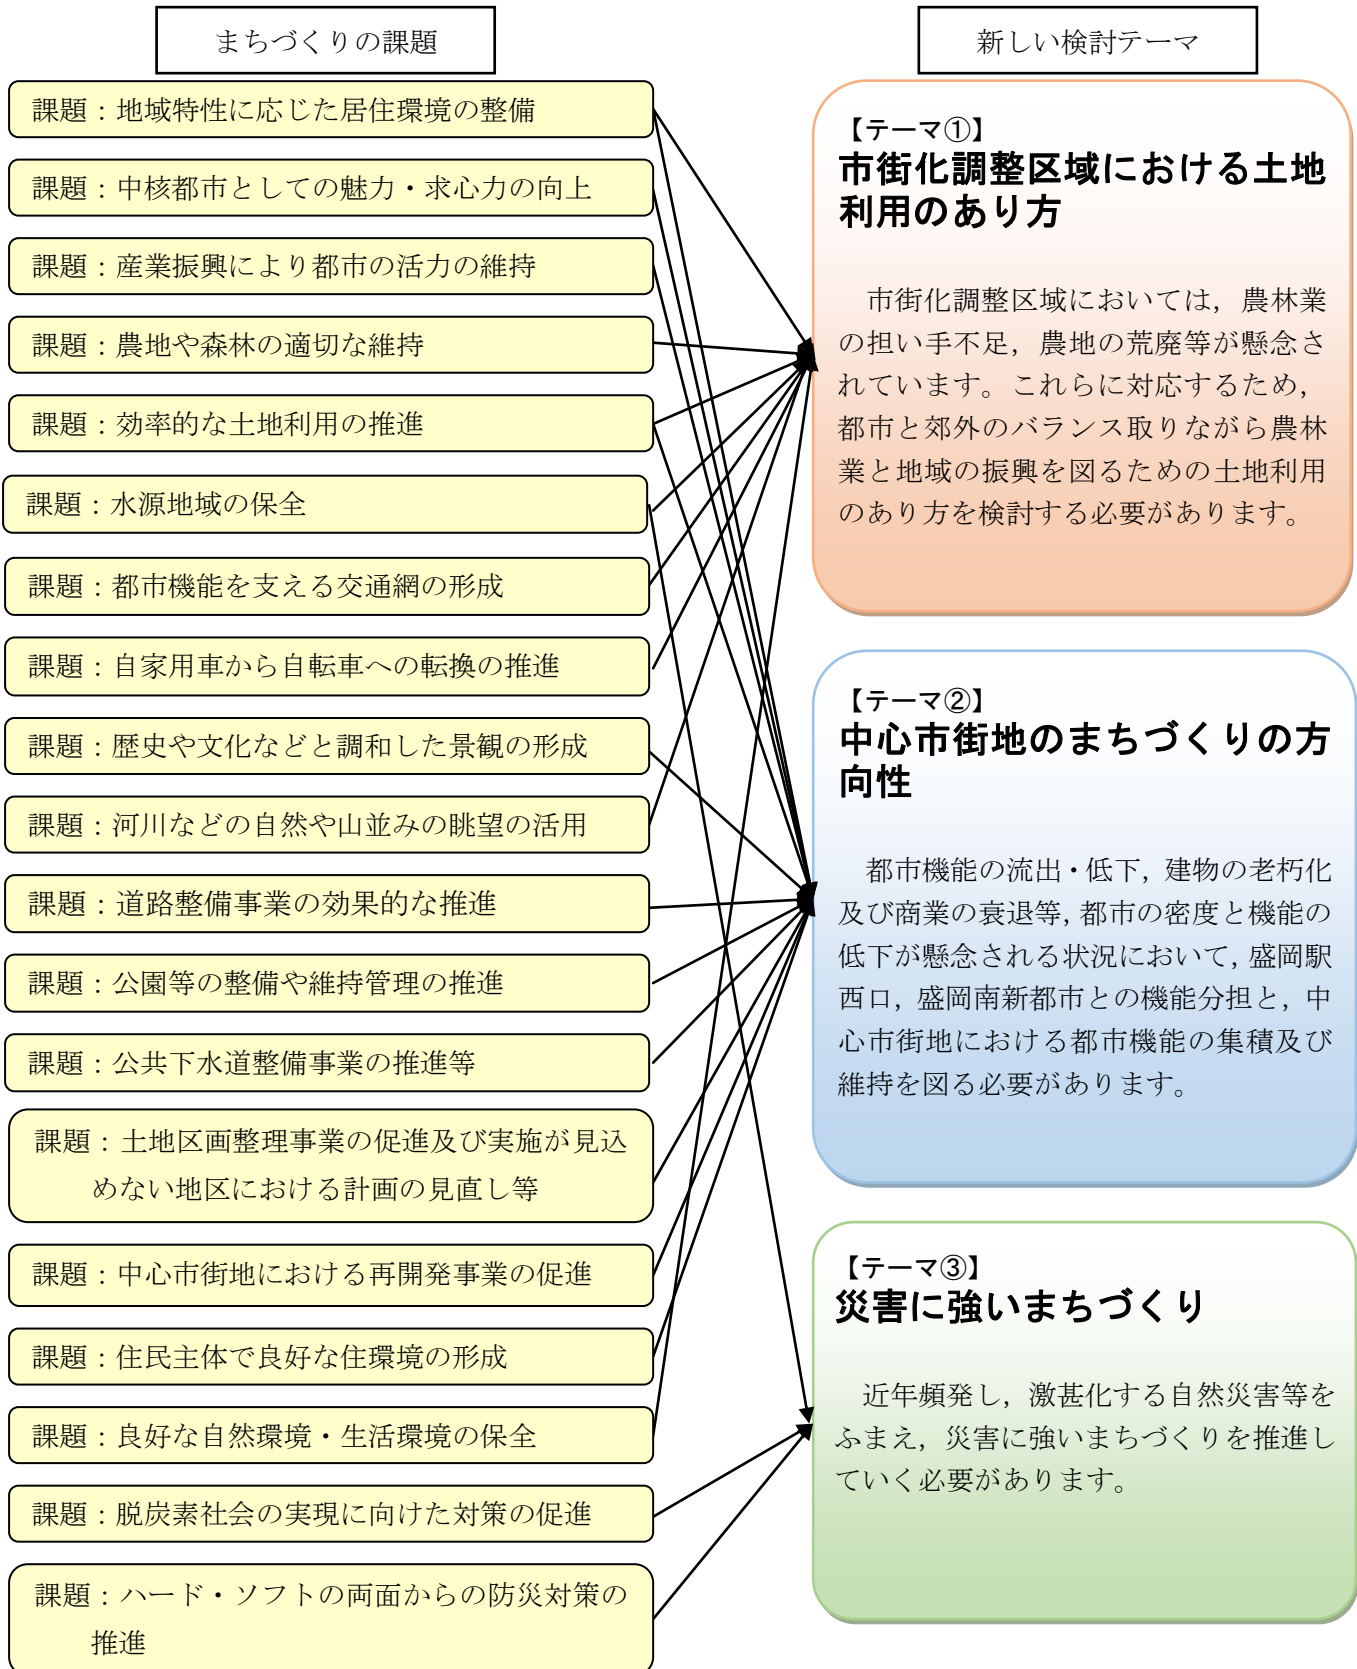 まちづくりの課題
課題：地域特性に応じた居住環境の整備
課題：中核都市としての魅力・求心力の向上
課題：産業振興により都市の活力の維持
課題：農地や森林の適切な維持
課題：効率的な土地利用の推進
課題：水源地域の保全
課題：都市機能を支える交通網の形成
課題：自家用車から自転車への転換の推進
課題：歴史や文化などと調和した景観の形成
課題：河川などの自然や山並みの眺望の活用
課題：道路整備事業の効果的な推進
課題：公園等の整備や維持管理の推進
課題：公共下水道整備事業の推進等
課題：土地区画整理事業の促進及び実施が見込
めない地区における計画の見直し等
課題：中心市街地における再開発事業の促進
課題：住民主体で良好な住環境の形成
課題：良好な自然環境・生活環境の保全
課題：脱炭素社会の実現に向けた対策の促進
課題：ハード・ソフトの両面からの防災対策の
推進
新しい検討テーマ
【テーマ①】
市街化調整区域における土地
利用のあり方
市街化調整区域においては，農林業
の担い手不足，農地の荒廃等が懸念さ
れています。これらに対応するため，
都市と郊外のバランス取りながら農林
業と地域の振興を図るための土地利用
のあり方を検討する必要があります。
【テーマ②】
中心市街地のまちづくりの方
向性
都市機能の流出・低下，建物の老朽化
及び商業の衰退等，都市の密度と機能の
低下が懸念される状況において，盛岡駅
西口，盛岡南新都市との機能分担と，中
心市街地における都市機能の集積及び
維持を図る必要があります。
【テーマ③】
災害に強いまちづくり
近年頻発し，激甚化する自然災害等を
ふまえ，災害に強いまちづくりを推進し
ていく必要があります。